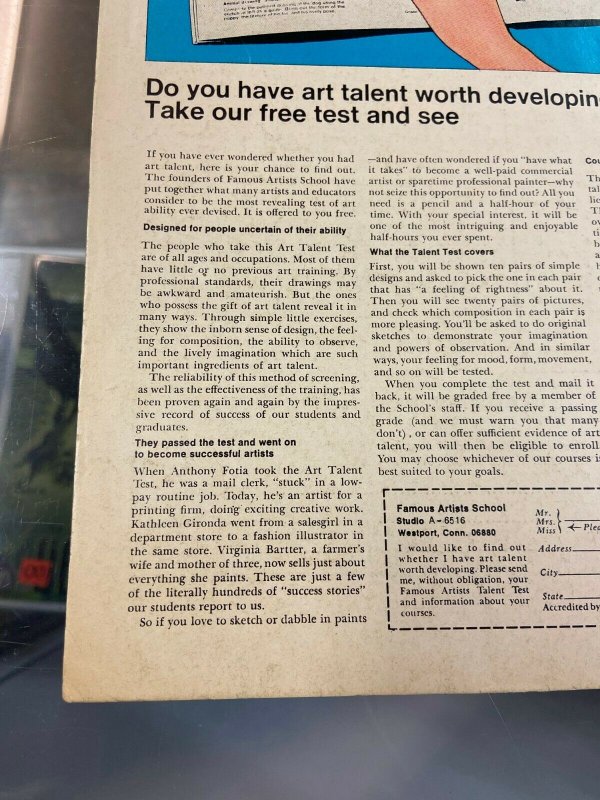 Do you have art talent worth developin
Take our free test and see
If you have ever wondered whether you had
art talent, here is your chance to find out.
The founders of Famous Artists School have
put together what many artists and educators
consider to be the most revealing test of art
ability ever devised. It is offered to you free.
Designed for people uncertain of their ability
The people who take this Art Talent Test
are of all ages and occupations. Most of them
have little or no previous art training. By
professional standards, their drawings may
be awkward and amateurish. But the ones
who possess the gift of art talent reveal it in
many ways. Through simple little exercises,
they show the inborn sense of design, the feel-
ing for composition, the ability to observe,
and the lively imagination which are such
important ingredients of art talent.
The reliability of this method of screening,
as well as the effectiveness of the training, has
been proven again and again by the impres-
sive record of success of our students and
graduates.
They passed the test and went on
to become successful artists
When Anthony Fotia took the Art Talent
Test, he was a mail clerk, "stuck" in a low-
pay routine job. Today, he's an artist for a
printing firm, doing exciting creative work.
Kathleen Gironda went from a salesgirl in a
department store to a fashion illustrator in
the same store. Virginia Bartter, a farmer's
wife and mother of three, now sells just about
everything she paints. These are just a few
of the literally hundreds of "success stories"
our students report to us.
So if you love to sketch or dabble in paints
—and have often wondered if you "have what
it takes" to become a well-paid commercial
artist or sparetime professional painter—why
not seize this opportunity to find out? All you
need is a pencil and a half-hour of your
time. With your special interest, it will be
one of the most intriguing and enjoyable
half-hours you ever spent.
What the Talent Test covers
First, you will be shown ten pairs of simple
designs and asked to pick the one in each pair
that has "a feeling of rightness" about it.
Then you will see twenty pairs of pictures,
and check which composition in each pair is
more pleasing. You'll be asked to do original
sketches to demonstrate your imagination
and powers of observation. And in similar
ways, your feeling for mood, form, movement,
and so on will be tested.
When you complete the test and mail it
back, it will be graded free by a member of
the School's staff. If you receive a passing
grade (and we must warn you that many
don't), or can offer sufficient evidence of art
talent, you will then be eligible to enroll.
You may choose whichever of our courses is
best suited to your goals.
Famous Artists School
Studio A-6516
Westport, Conn. 06880
I would like to find out
whether I have art talent
worth developing. Please send
me, without obligation, your
Famous Artists Talent Test
and information about your
courses.
Mr.
Mrs.
Miss
Address
City
State
Accredited by